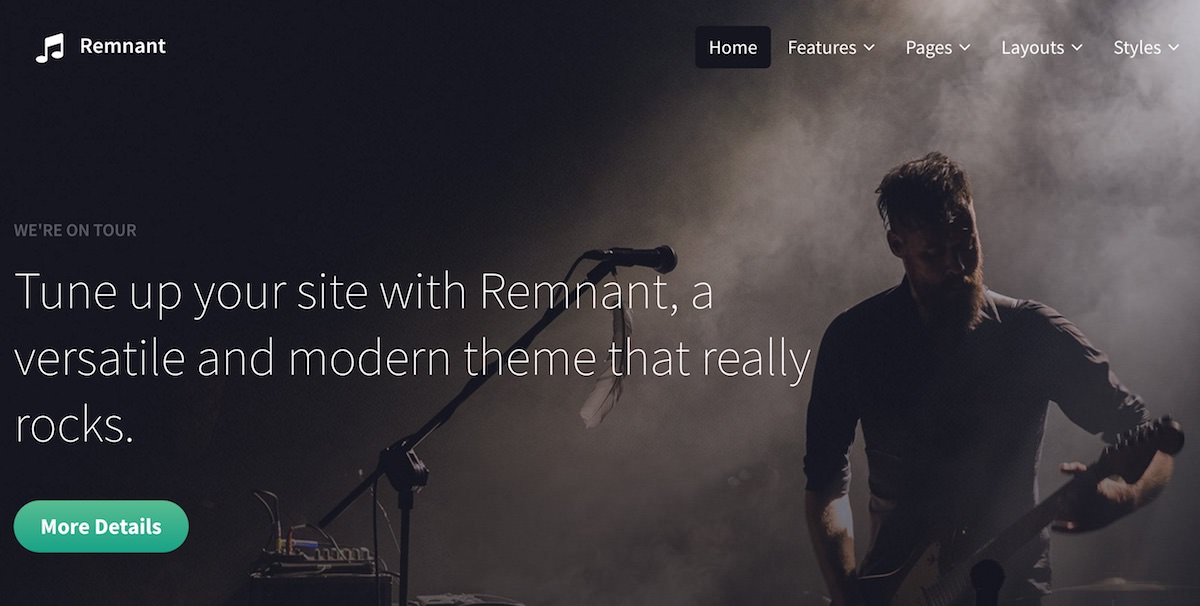 Remnant
Home
Features
Pages
Layouts
Styles
WE'RE ON TOUR
Tune up your site with Remnant, a
versatile and modern theme that really
rocks.
More Details